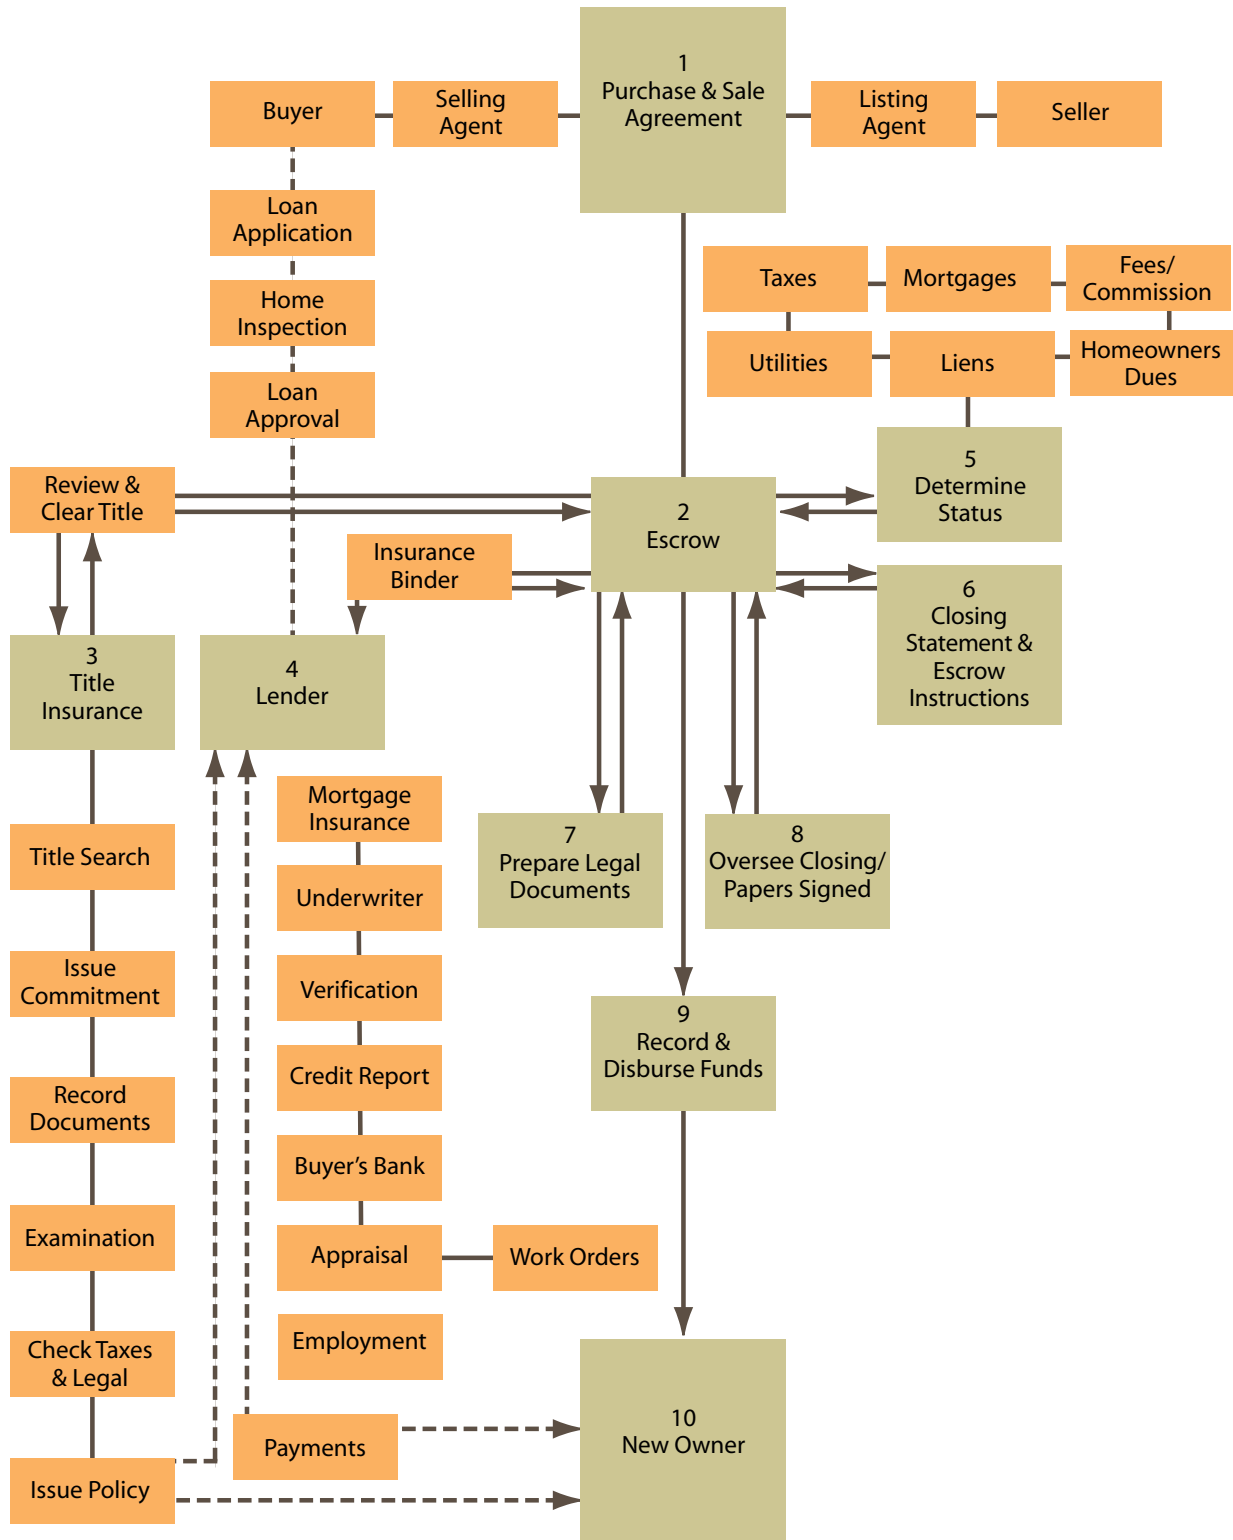 1
Purchase & Sale
Agreement
Buyer
Selling
Agent
Listing
Agent
Seller
Loan
Application
Home
Inspection
Loan
Approval
Taxes
Mortgages
Fees/
Commission
Utilities
Liens
Homeowners
Dues
Review &
Clear Title
2
Escrow
5
Determine
Status
Insurance
Binder
6
Closing
Statement &
Escrow
Instructions
3
Title
Insurance
4
Lender
Mortgage
Insurance
7
Prepare Legal
Documents
8
Oversee Closing/
Papers Signed
Title Search
Underwriter
Issue
Commitment
Verification
9
Record &
Disburse Funds
Credit Report
Record
Documents
Buyer’s Bank
Examination
Appraisal
Work Orders
Employment
Check Taxes
& Legal
10
New Owner
Payments
Issue Policy